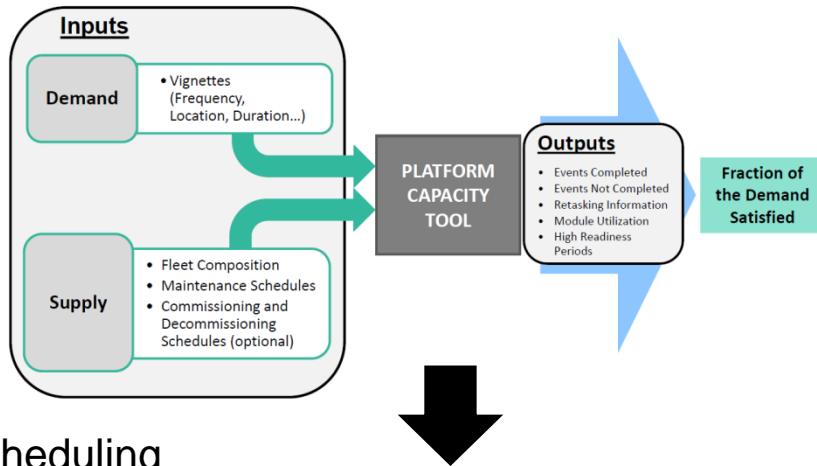 Inputs
Demand
• Vignettes
(Frequency,
Location, Duration...)
Supply
• Fleet Composition
• Maintenance Schedules
• Commissioning and
Decommissioning
Schedules (optional)
PLATFORM
CAPACITY
TOOL
Outputs
• Events Completed
• Events Not Completed
• Retasking Information
• Module Utilization
• High Readiness
Periods
Fraction of
the Demand
Satisfied
heduling